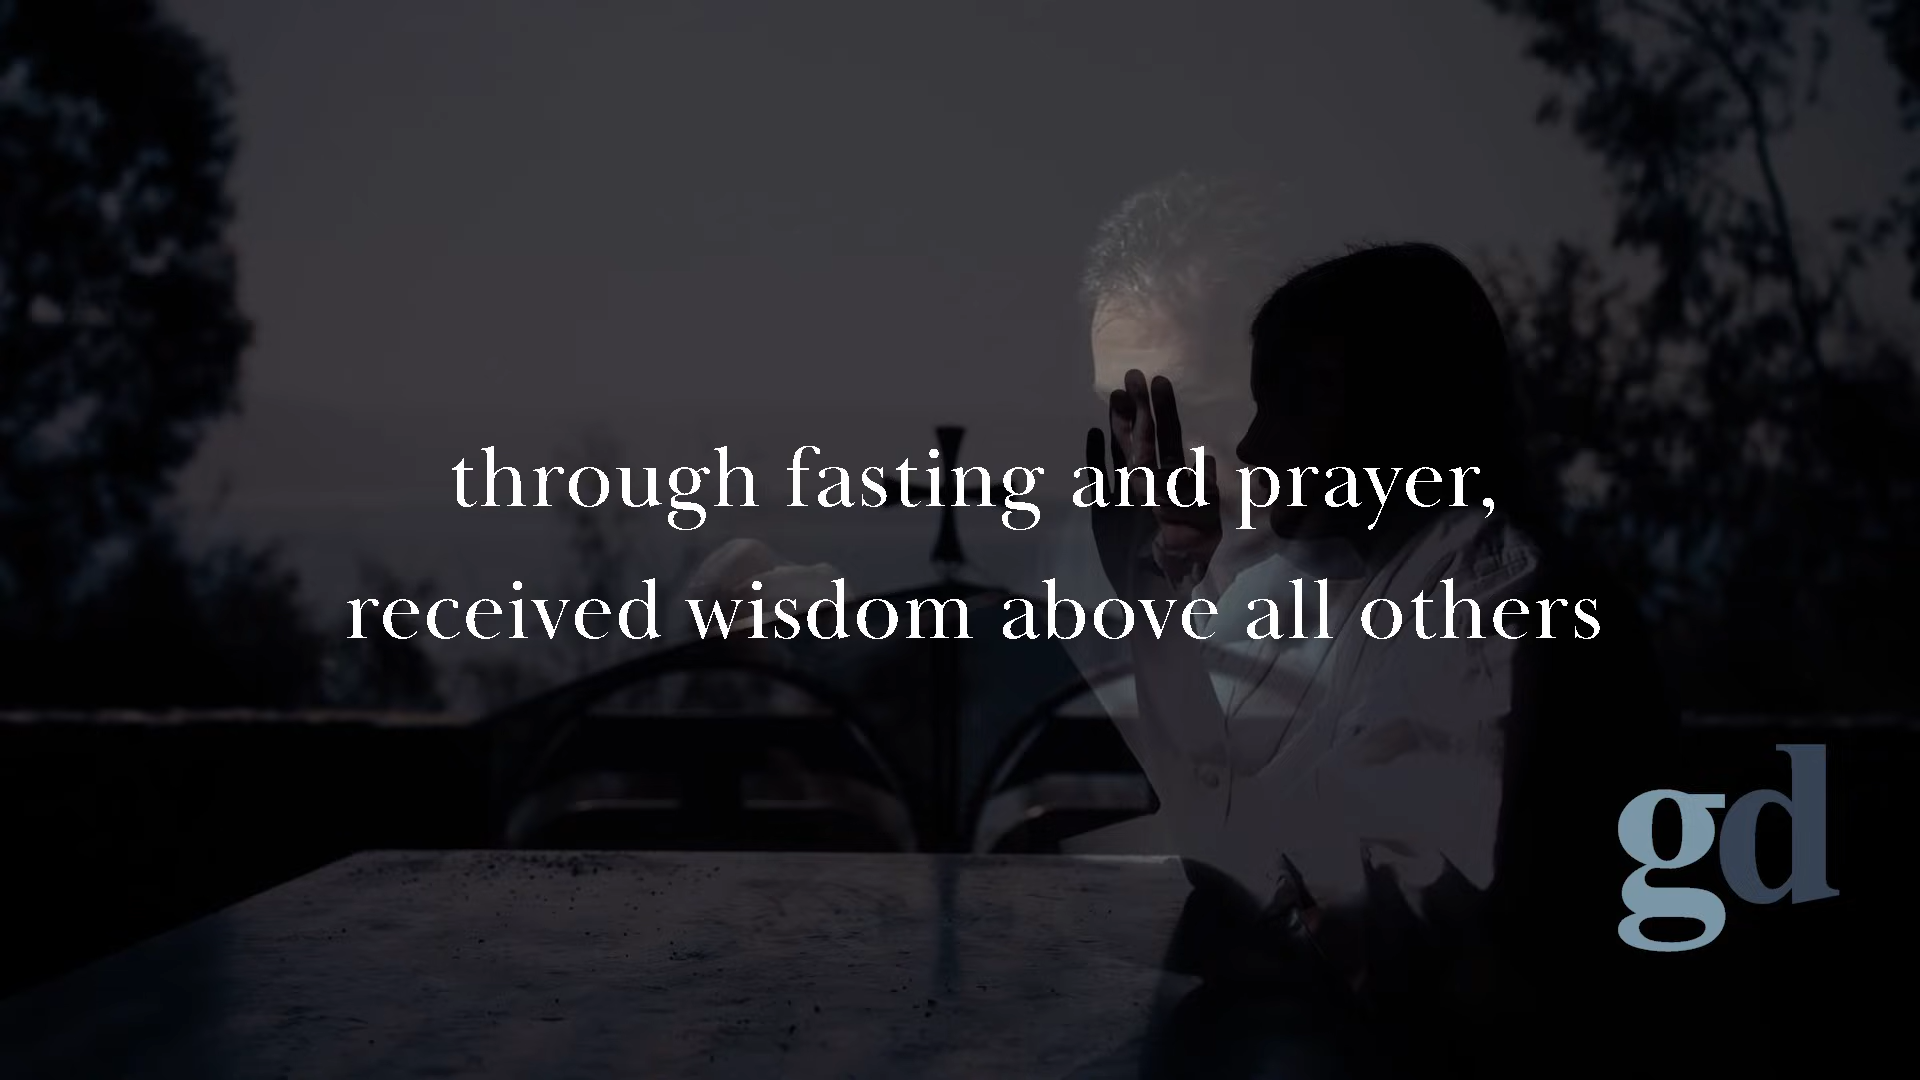 through fasting and prayer,
received wisdom above all others
gd